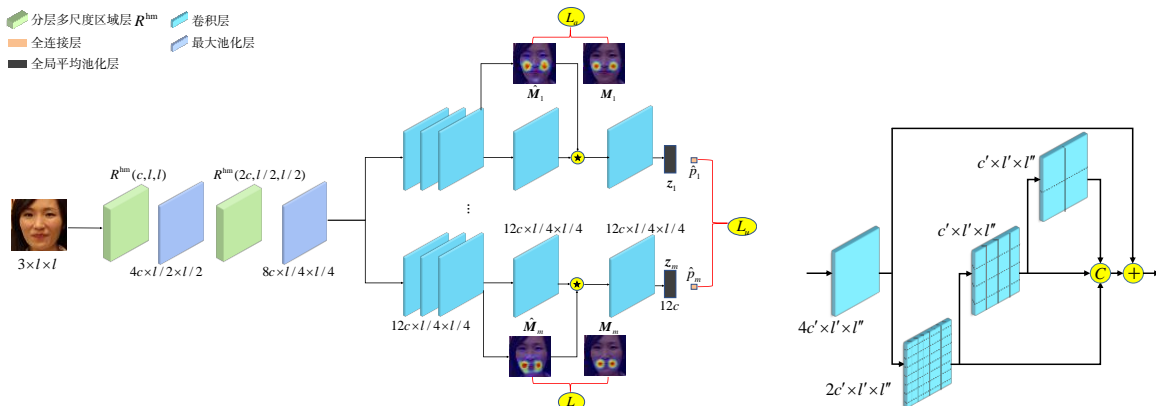 分层多尺度区域层 R^hm
卷积层
全连接层
最大池化层
全局平均池化层
L_a
M̂_1
M_1
R^hm(c,l,l)
R^hm(2c,l/2,l/2)
3×l×l
4c×l/2×l/2
8c×l/4×l/4
z_1
p̂_1
⋮
12c×l/4×l/4
12c×l/4×l/4
12c×l/4×l/4
z_m
p̂_m
12c
M̂_m
M_m
L
L_u
4c′×l′×l″
2c′×l′×l″
c′×l′×l″
c′×l′×l″
C
+